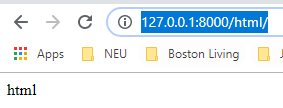 127.0.0.1:8000/html/
Apps NEU Boston Living
html